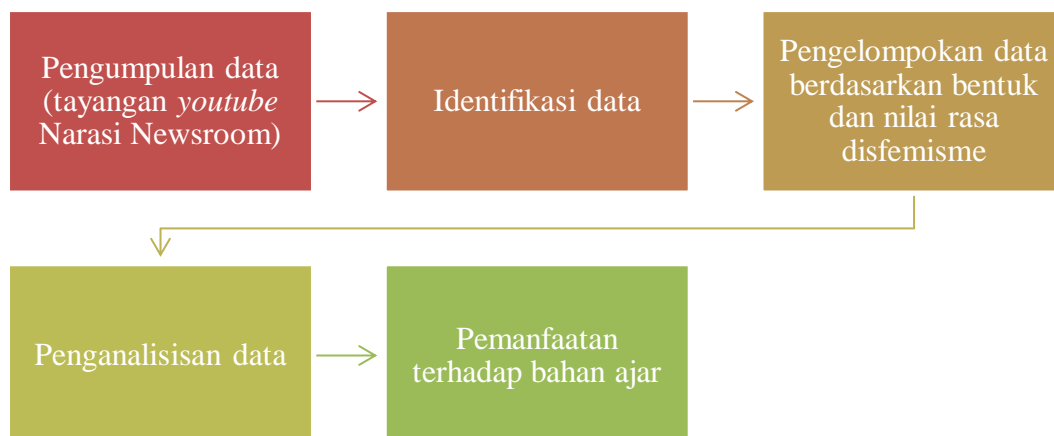 Pengumpulan data
(tayangan youtube
Narasi Newsroom)
Identifikasi data
Pengelompokan data
berdasarkan bentuk
dan nilai rasa
disfemisme
Penganalisisan data
Pemanfaatan
terhadap bahan ajar